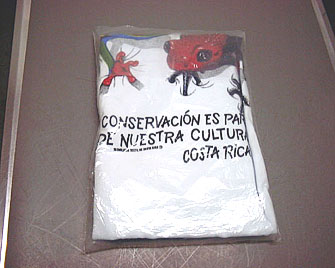 CONSERVACIÓN ES PAR
DE NUESTRA CULTURA
COSTA RICA